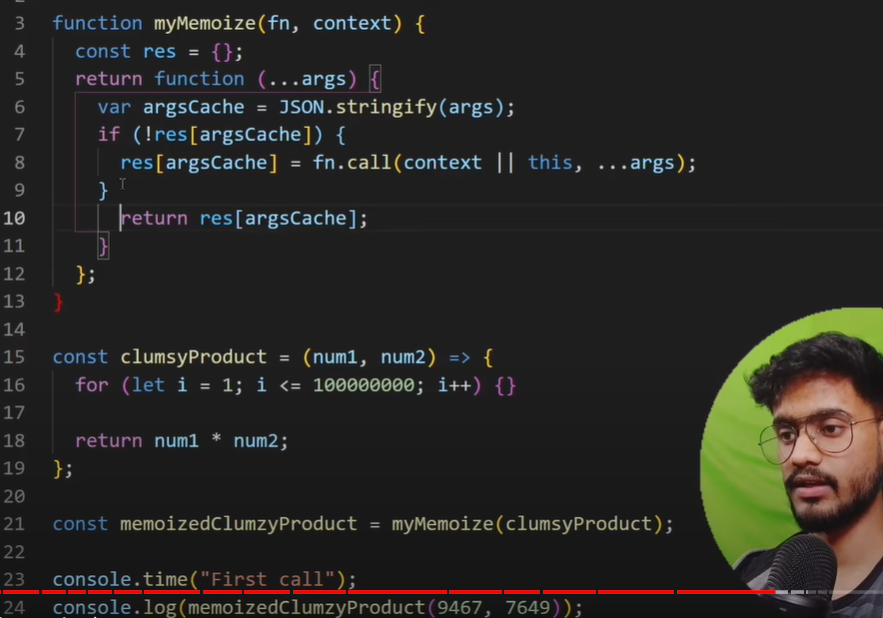 3 function myMemoize(fn, context) {
4 const res = {};
5 return function (...args) {
6 var argsCache = JSON.stringify(args);
7 if (!res[argsCache]) {
8 res[argsCache] = fn.call(context || this, ...args);
9 }
10 return res[argsCache];
11 }
12 };
13 }
14
15 const clumsyProduct = (num1, num2) => {
16 for (let i = 1; i <= 100000000; i++) {}
17
18 return num1 * num2;
19 };
20
21 const memoizedClumzyProduct = myMemoize(clumsyProduct);
22
23 console.time("First call");
24 console.log(memoizedClumzyProduct(9467, 7649));